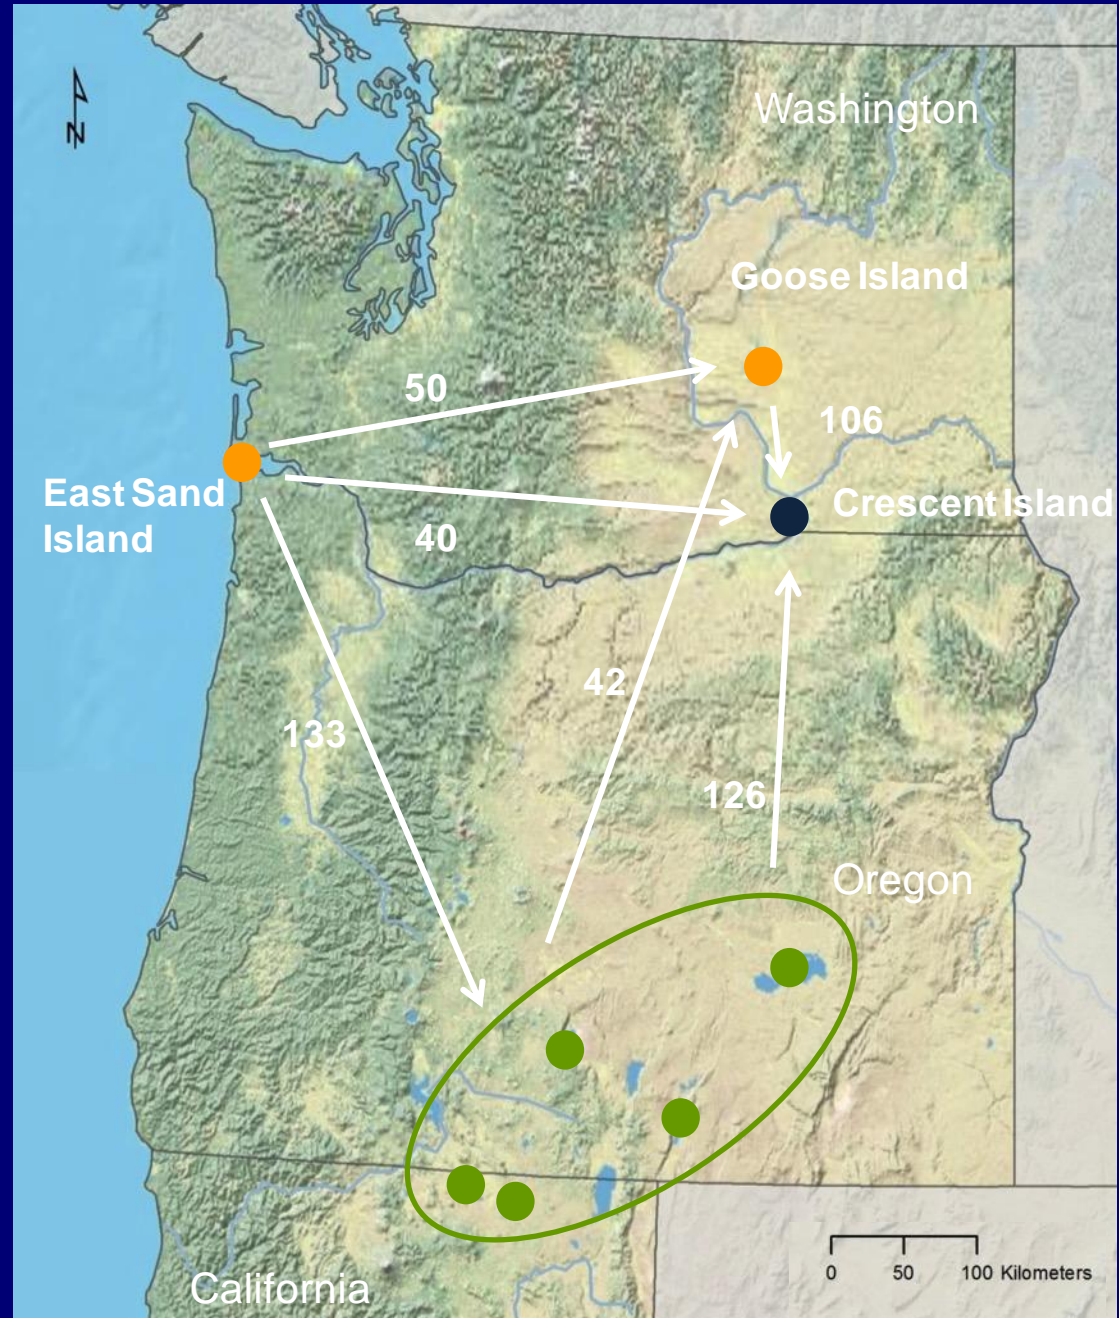 N
Washington
Goose Island
50
106
East Sand
Island
Crescent Island
40
42
133
126
Oregon
California
0 50 100 Kilometers